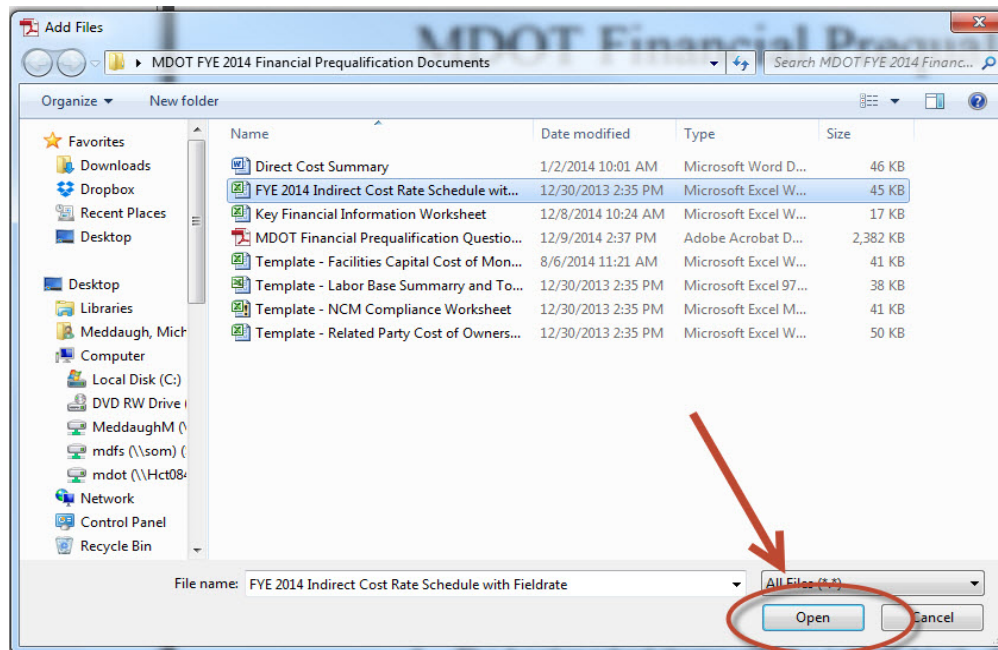 Add Files
MDOT Financial Prequal
MDOT FYE 2014 Financial Prequalification Documents
Search MDOT FYE 2014 Financ...
Organize New folder
Name Date modified Type Size
Favorites
Downloads
Dropbox
Recent Places
Desktop
Desktop
Libraries
Meddaugh, Mich
Computer
Local Disk (C:)
DVD RW Drive (
MeddaughM (\
mdfs (\\som) (
mdot (\\Hct084
Network
Control Panel
Recycle Bin
Direct Cost Summary 1/2/2014 10:01 AM Microsoft Word D... 46 KB
FYE 2014 Indirect Cost Rate Schedule wit... 12/30/2013 2:35 PM Microsoft Excel W... 45 KB
Key Financial Information Worksheet 12/8/2014 10:24 AM Microsoft Excel W... 17 KB
MDOT Financial Prequalification Questio... 12/9/2014 2:37 PM Adobe Acrobat D... 2,382 KB
Template - Facilities Capital Cost of Mon... 8/6/2014 11:21 AM Microsoft Excel W... 41 KB
Template - Labor Base Summarry and To... 12/30/2013 2:35 PM Microsoft Excel 97... 38 KB
Template - NCM Compliance Worksheet 12/30/2013 2:35 PM Microsoft Excel M... 41 KB
Template - Related Party Cost of Owners... 12/30/2013 2:35 PM Microsoft Excel W... 50 KB
File name: FYE 2014 Indirect Cost Rate Schedule with Fieldrate
All Files (*.*)
Open Cancel